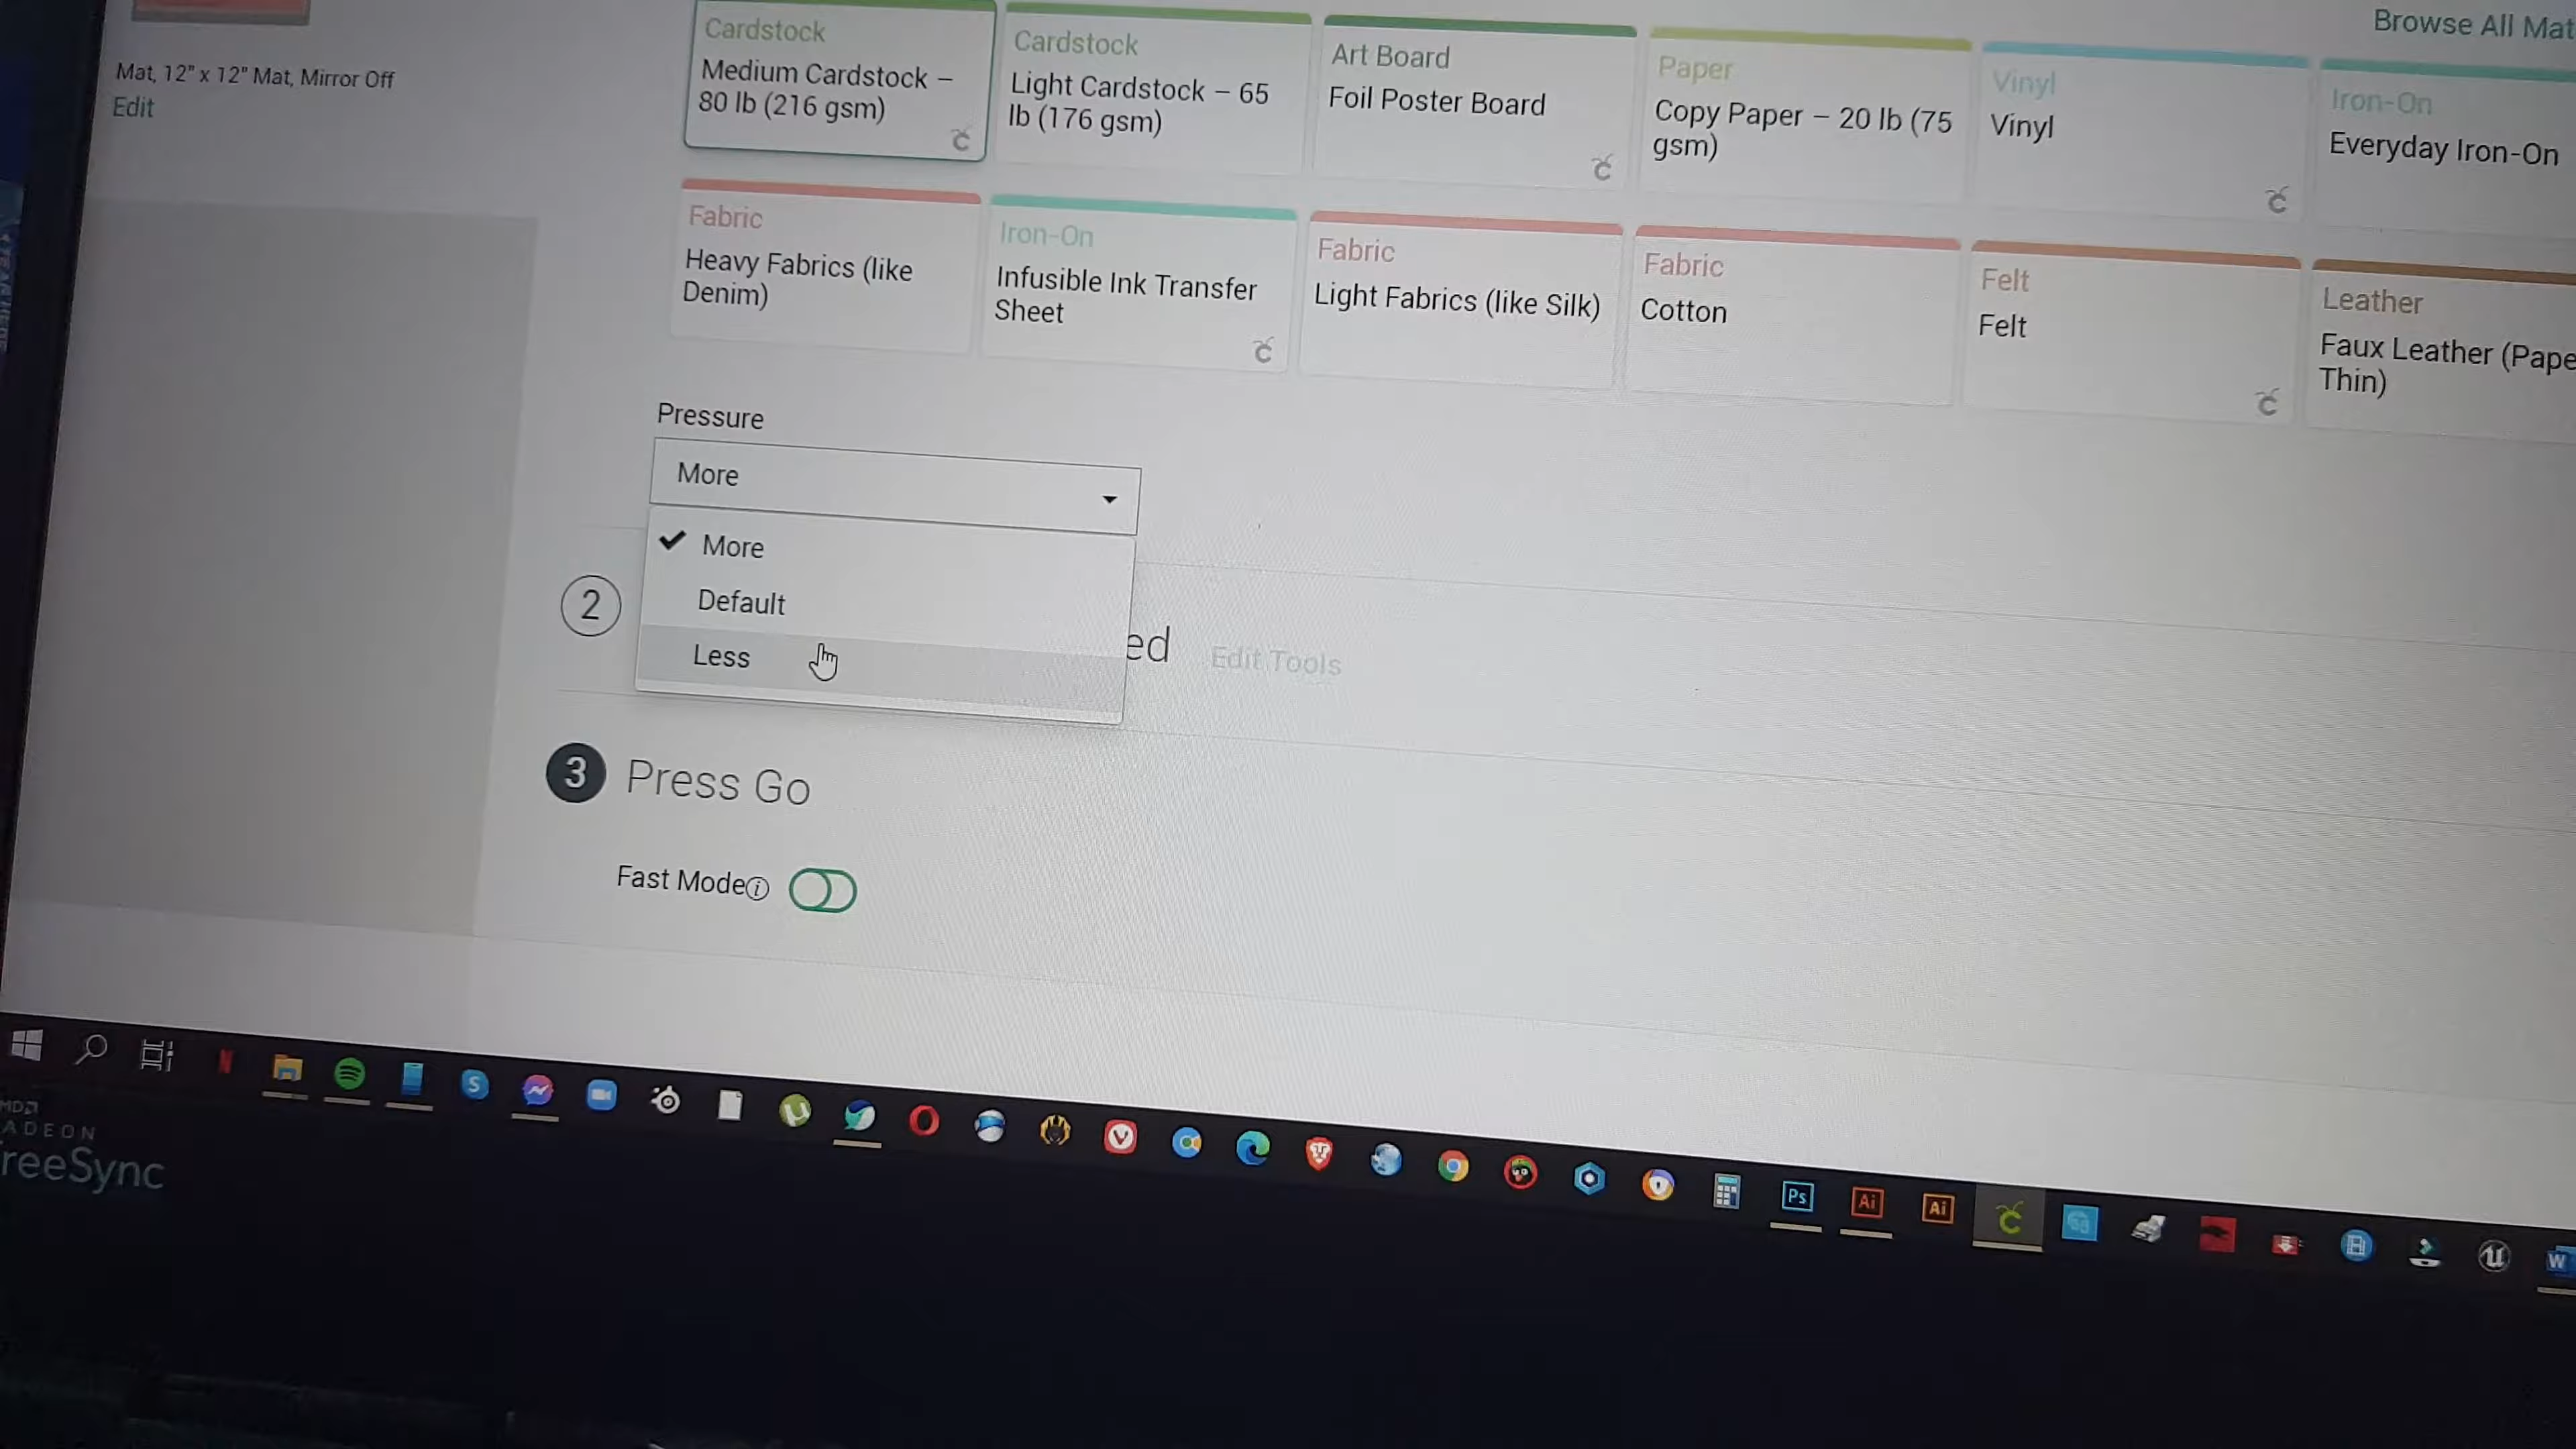 Browse All Mat
Mat, 12" x 12" Mat, Mirror Off
Edit
Cardstock
Medium Cardstock –
80 lb (216 gsm)
Cardstock
Light Cardstock – 65
lb (176 gsm)
Art Board
Foil Poster Board
Paper
Copy Paper – 20 lb (75
gsm)
Vinyl
Vinyl
Iron-On
Everyday Iron-On
Fabric
Heavy Fabrics (like
Denim)
Iron-On
Infusible Ink Transfer
Sheet
Fabric
Light Fabrics (like Silk)
Fabric
Cotton
Felt
Felt
Leather
Faux Leather (Pape
Thin)
Pressure
More
More
Default
Less
2
ed
Edit Tools
3 Press Go
Fast Mode
Ps
Ai
Ai
W
MD
ADEON
reeSync